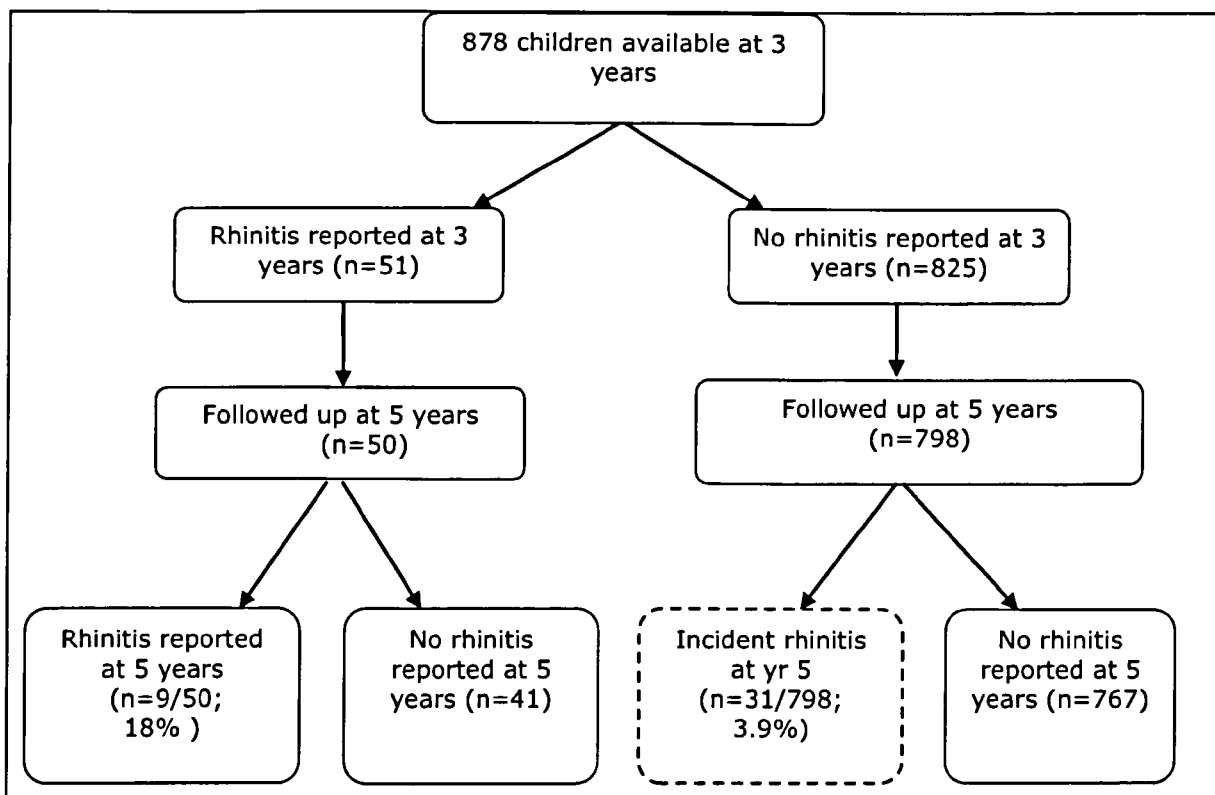 878 children available at 3
years
Rhinitis reported at 3
years (n=51)
No rhinitis reported at 3
years (n=825)
Followed up at 5 years
(n=50)
Followed up at 5 years
(n=798)
Rhinitis reported
at 5 years
(n=9/50;
18% )
No rhinitis
reported at 5
years (n=41)
Incident rhinitis
at yr 5
(n=31/798;
3.9%)
No rhinitis
reported at 5
years (n=767)